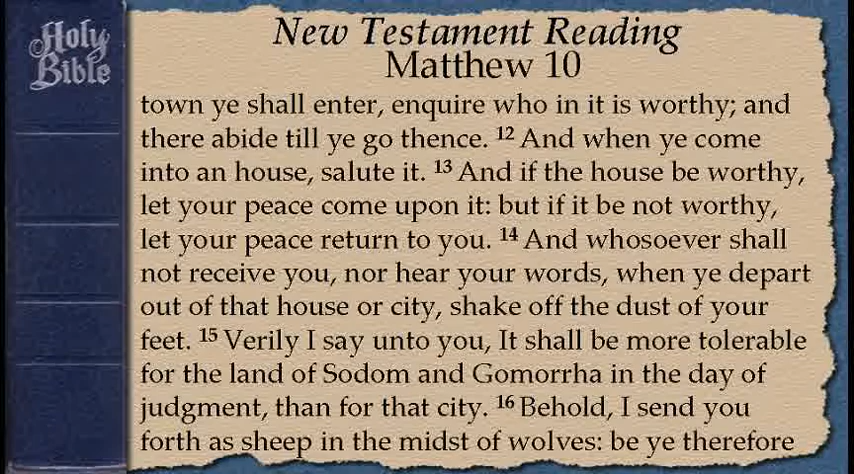 Holy
Bible
New Testament Reading
Matthew 10
town ye shall enter, enquire who in it is worthy; and
there abide till ye go thence. 12 And when ye come
into an house, salute it. 13 And if the house be worthy,
let your peace come upon it: but if it be not worthy,
let your peace return to you. 14 And whosoever shall
not receive you, nor hear your words, when ye depart
out of that house or city, shake off the dust of your
feet. 15 Verily I say unto you, It shall be more tolerable
for the land of Sodom and Gomorrha in the day of
judgment, than for that city. 16 Behold, I send you
forth as sheep in the midst of wolves: be ye therefore